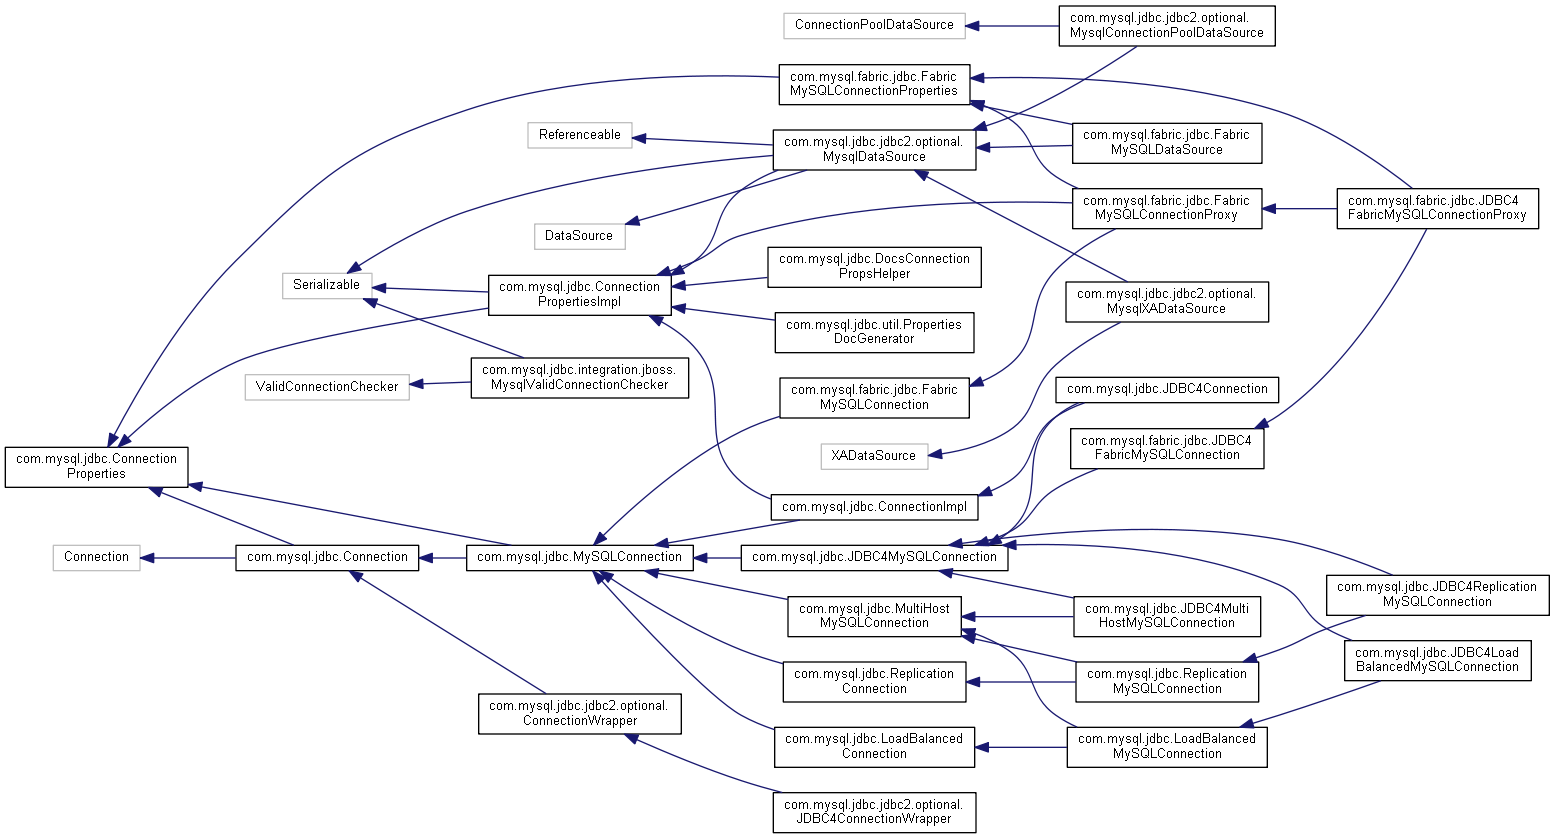 ConnectionPoolDataSource
com.mysql.jdbc.jdbc2.optional.
MysqlConnectionPoolDataSource
com.mysql.fabric.jdbc.Fabric
MySQLConnectionProperties
Referenceable
com.mysql.jdbc.jdbc2.optional.
MysqlDataSource
com.mysql.fabric.jdbc.Fabric
MySQLDataSource
com.mysql.fabric.jdbc.Fabric
MySQLConnectionProxy
com.mysql.fabric.jdbc.JDBC4
FabricMySQLConnectionProxy
DataSource
com.mysql.jdbc.DocsConnection
PropsHelper
Serializable
com.mysql.jdbc.Connection
PropertiesImpl
com.mysql.jdbc.jdbc2.optional.
MysqlXADataSource
com.mysql.jdbc.util.Properties
DocGenerator
com.mysql.jdbc.integration.jboss.
MysqlValidConnectionChecker
ValidConnectionChecker
com.mysql.fabric.jdbc.Fabric
MySQLConnection
com.mysql.jdbc.JDBC4Connection
com.mysql.jdbc.Connection
Properties
XADataSource
com.mysql.fabric.jdbc.JDBC4
FabricMySQLConnection
com.mysql.jdbc.ConnectionImpl
Connection
com.mysql.jdbc.Connection
com.mysql.jdbc.MySQLConnection
com.mysql.jdbc.JDBC4MySQLConnection
com.mysql.jdbc.JDBC4Replication
MySQLConnection
com.mysql.jdbc.MultiHost
MySQLConnection
com.mysql.jdbc.JDBC4Multi
HostMySQLConnection
com.mysql.jdbc.JDBC4Load
BalancedMySQLConnection
com.mysql.jdbc.Replication
Connection
com.mysql.jdbc.Replication
MySQLConnection
com.mysql.jdbc.jdbc2.optional.
ConnectionWrapper
com.mysql.jdbc.LoadBalanced
Connection
com.mysql.jdbc.LoadBalanced
MySQLConnection
com.mysql.jdbc.jdbc2.optional.
JDBC4ConnectionWrapper